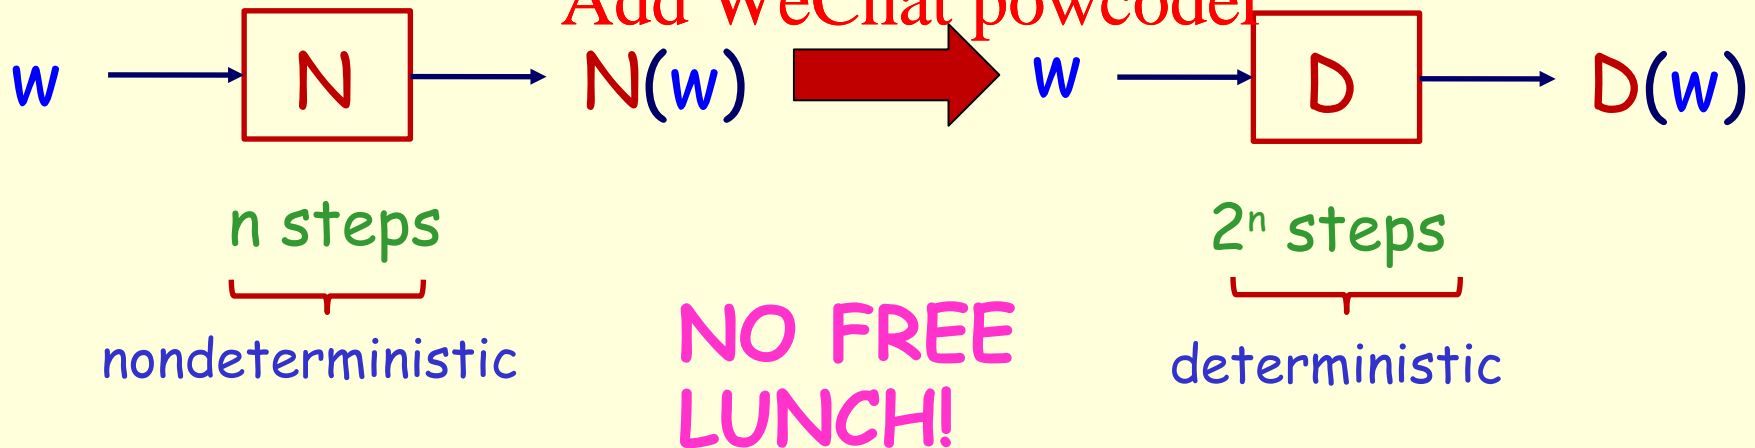 Add WeChat powcoder
w N N(w) w D D(w)
n steps 2ⁿ steps
nondeterministic deterministic
NO FREE
LUNCH!